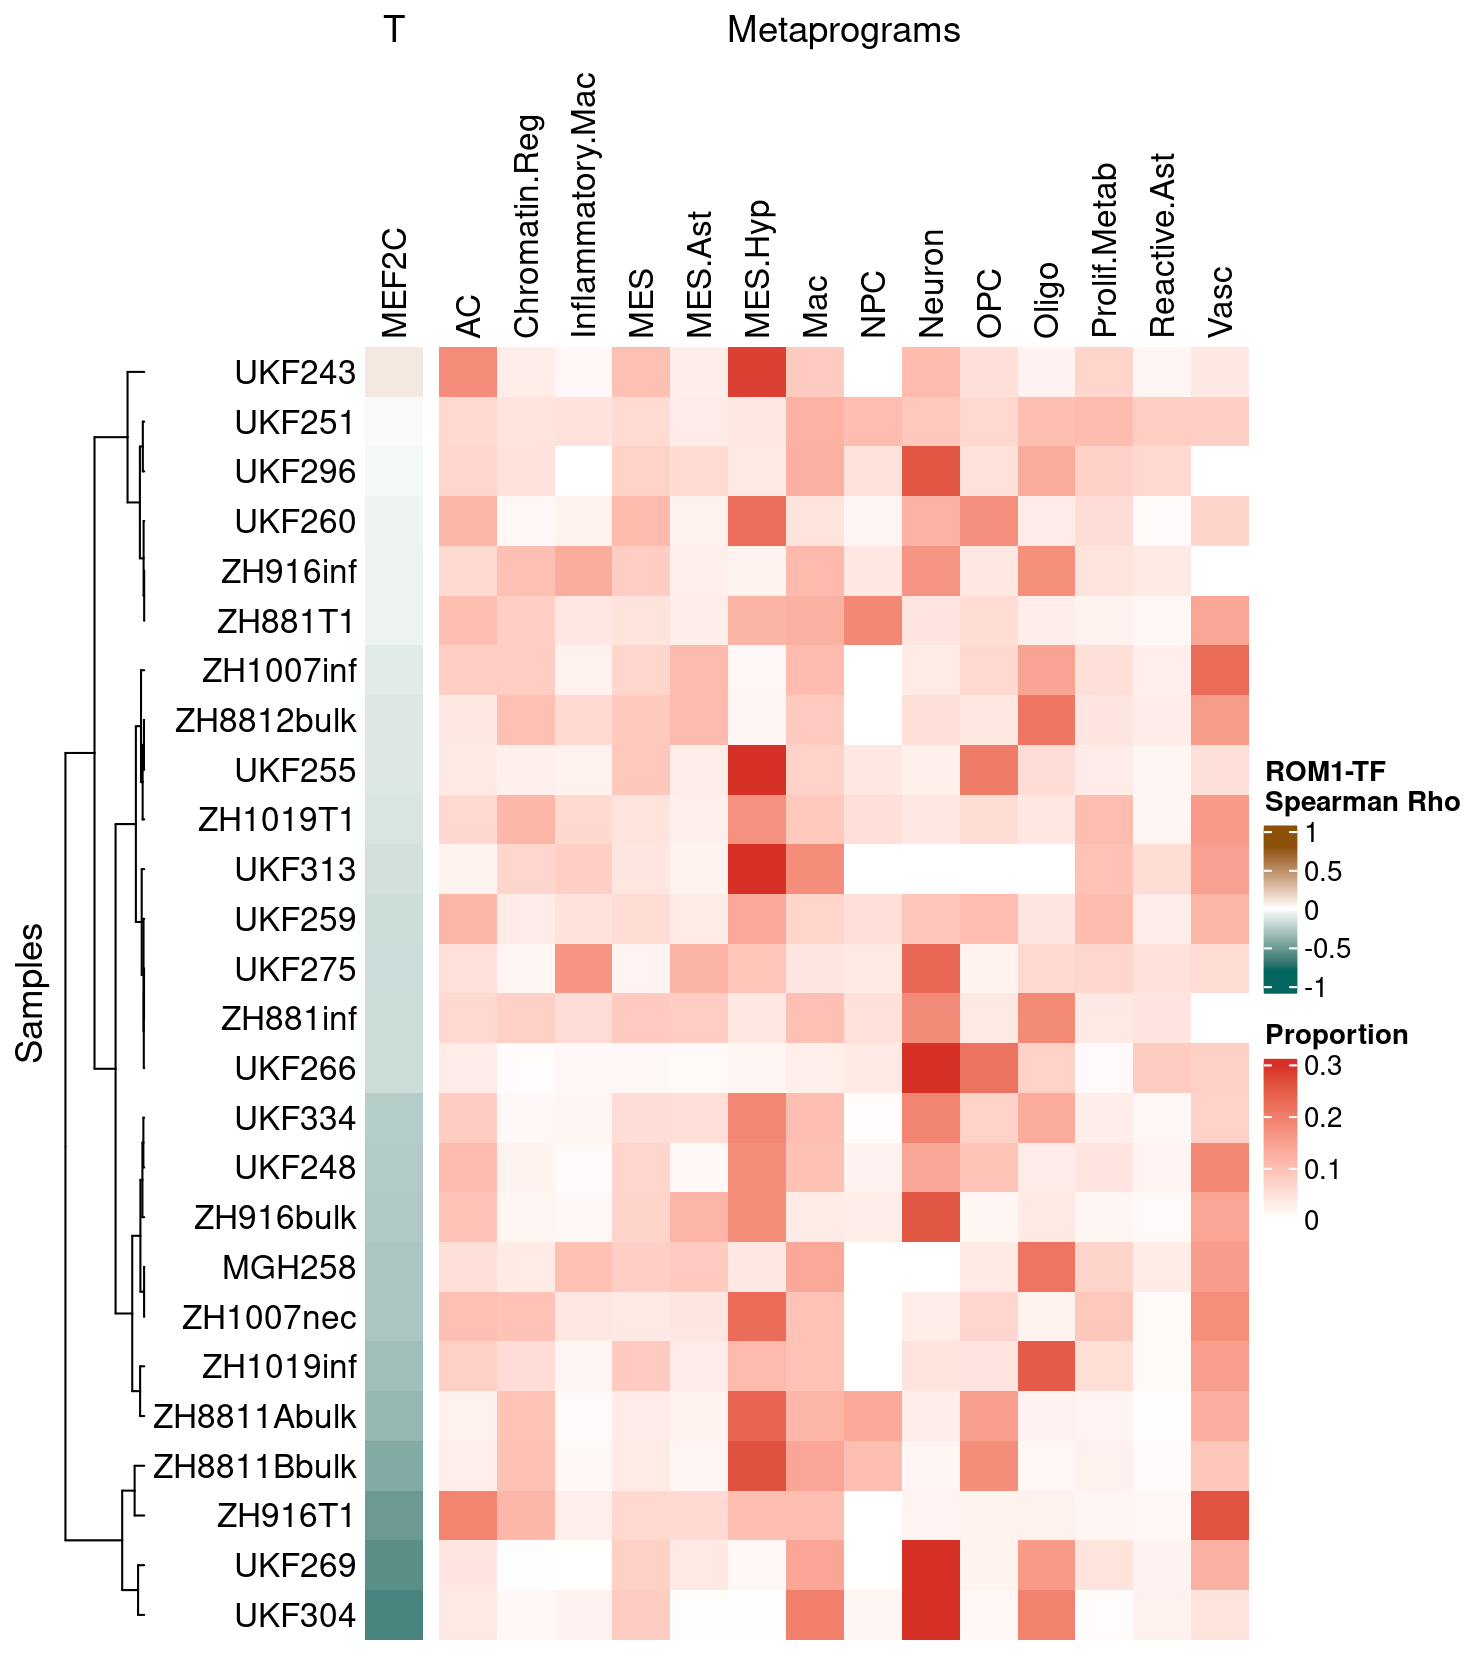 T
Metaprograms
MEF2C
AC
Chromatin.Reg
Inflammatory.Mac
MES
MES.Ast
MES.Hyp
Mac
NPC
Neuron
OPC
Oligo
Prolif.Metab
Reactive.Ast
Vasc
Samples
UKF243
UKF251
UKF296
UKF260
ZH916inf
ZH881T1
ZH1007inf
ZH8812bulk
UKF255
ZH1019T1
UKF313
UKF259
UKF275
ZH881inf
UKF266
UKF334
UKF248
ZH916bulk
MGH258
ZH1007nec
ZH1019inf
ZH8811Abulk
ZH8811Bbulk
ZH916T1
UKF269
UKF304
ROM1-TF
Spearman Rho
1
0.5
0
-0.5
-1
Proportion
0.3
0.2
0.1
0